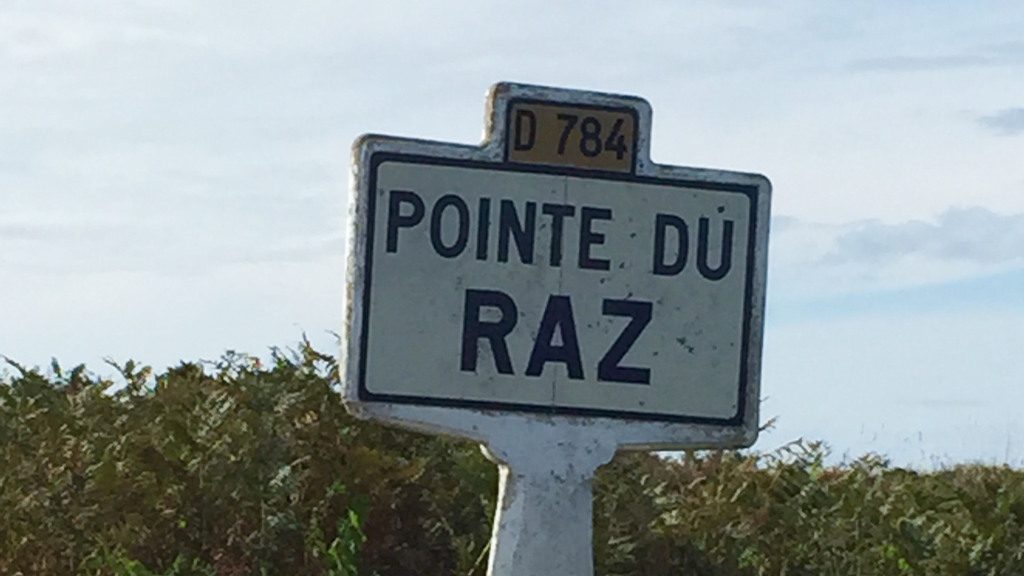 D 784
POINTE DU
RAZ